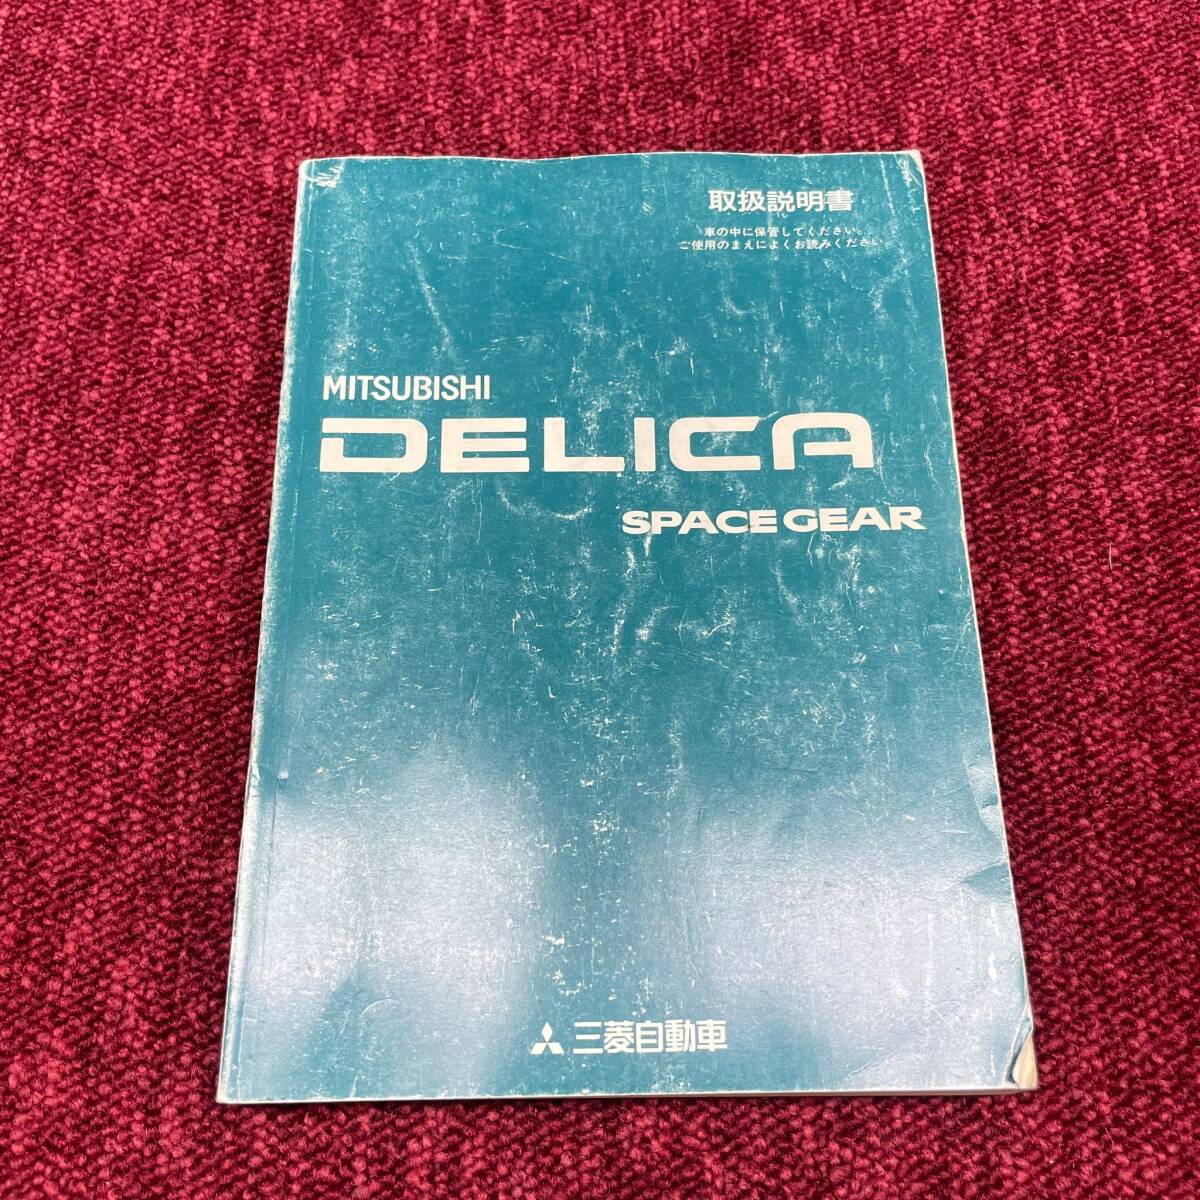 取扱説明書
車の中に保管してください。
ご使用のまえによくお読みください。
MITSUBISHI
DELICA
SPACE GEAR
三菱自動車